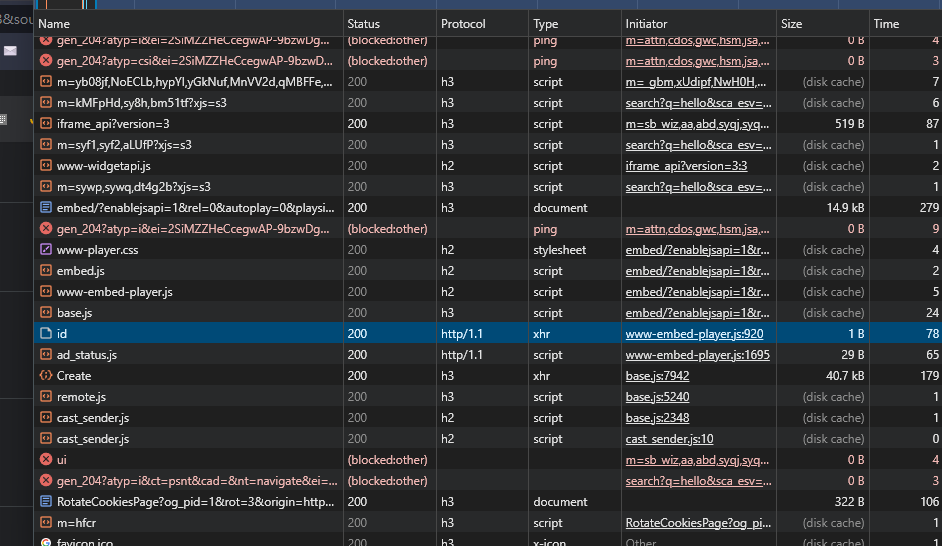 3&sou
Name Status Protocol Type Initiator Size Time
gen_204?atyp=i&ei=2SiMZZHeCcegwAP-9bzwDg... (blocked:other) ping m=attn,cdos,gwc,hsm,jsa,... 0 B 4
gen_204?atyp=csi&ei=2SiMZZHeCcegwAP-9bzwDg... (blocked:other) ping m=attn,cdos,gwc,hsm,jsa,... 0 B 3
m=yb08jf,NoECLb,hypYI,yGkNuf,MnVV2d,qMBFFe,... 200 h3 script m=_gbm,xUdipf,NwH0H,... (disk cache) 7
m=kMFpHd,sy8h,bm51tf?xjs=s3 200 h3 script search?q=hello&sca_esv=... (disk cache) 6
iframe_api?version=3 200 h3 script m=sb_wiz,aa,abd,syqj,syq... 519 B 87
m=syf1,syf2,aLUfP?xjs=s3 200 h3 script search?q=hello&sca_esv=... (disk cache) 1
www-widgetapi.js 200 h2 script iframe_api?version=3:3 (disk cache) 2
m=sywp,sywq,dt4g2b?xjs=s3 200 h3 script search?q=hello&sca_esv=... (disk cache) 1
embed/?enablejsapi=1&rel=0&autoplay=0&playsi... 200 h3 document 14.9 kB 279
gen_204?atyp=i&ei=2SiMZZHeCcegwAP-9bzwDg... (blocked:other) ping m=attn,cdos,gwc,hsm,jsa,... 0 B 9
www-player.css 200 h2 stylesheet embed/?enablejsapi=1&r... (disk cache) 4
embed.js 200 h2 script embed/?enablejsapi=1&r... (disk cache) 2
www-embed-player.js 200 h2 script embed/?enablejsapi=1&r... (disk cache) 5
base.js 200 h3 script embed/?enablejsapi=1&r... (disk cache) 24
id 200 http/1.1 xhr www-embed-player.js:920 1 B 78
ad_status.js 200 http/1.1 script www-embed-player.js:1695 29 B 65
Create 200 h3 xhr base.js:7942 40.7 kB 179
remote.js 200 h3 script base.js:5240 (disk cache) 1
cast_sender.js 200 h2 script base.js:2348 (disk cache) 1
cast_sender.js 200 h2 script cast_sender.js:10 (disk cache) 0
ui (blocked:other) m=sb_wiz,aa,abd,syqj,syq... 0 B 4
gen_204?atyp=i&ct=psnt&cad=&nt=navigate&ei=... (blocked:other) search?q=hello&sca_esv=... 0 B 3
RotateCookiesPage?og_pid=1&rot=3&origin=http... 200 h3 document 322 B 106
m=hfcr 200 h3 script RotateCookiesPage?og_pi... (disk cache) 1
favicon.ico 200 h3 x-icon Other (disk cache) 1